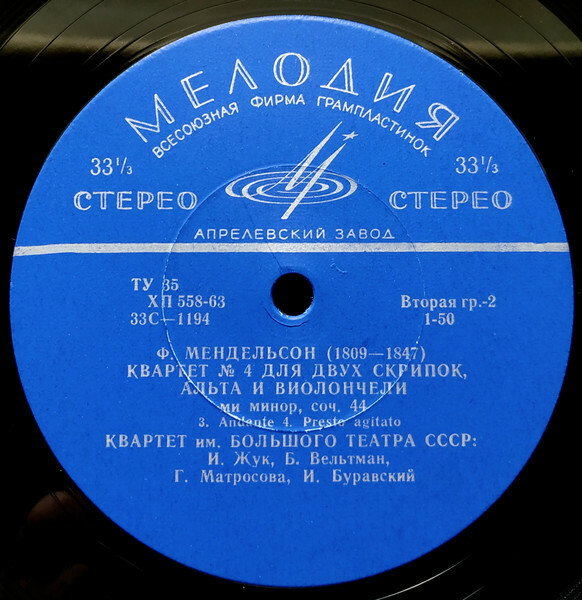 МЕЛОДИЯ
ВСЕСОЮЗНАЯ ФИРМА ГРАМПЛАСТИНОК
33⅓ 33⅓
СТЕРЕО СТЕРЕО
АПРЕЛЕВСКИЙ ЗАВОД
ТУ 35
ХП 558-63 Вторая гр.-2
33С—1194 1-50
Ф. МЕНДЕЛЬСОН (1809—1847)
КВАРТЕТ № 4 ДЛЯ ДВУХ СКРИПОК,
АЛЬТА И ВИОЛОНЧЕЛИ
ми минор, соч. 44
3. Andante 4. Presto agitato
КВАРТЕТ им. БОЛЬШОГО ТЕАТРА СССР:
И. Жук, Б. Вельтман,
Г. Матросова, И. Буравский